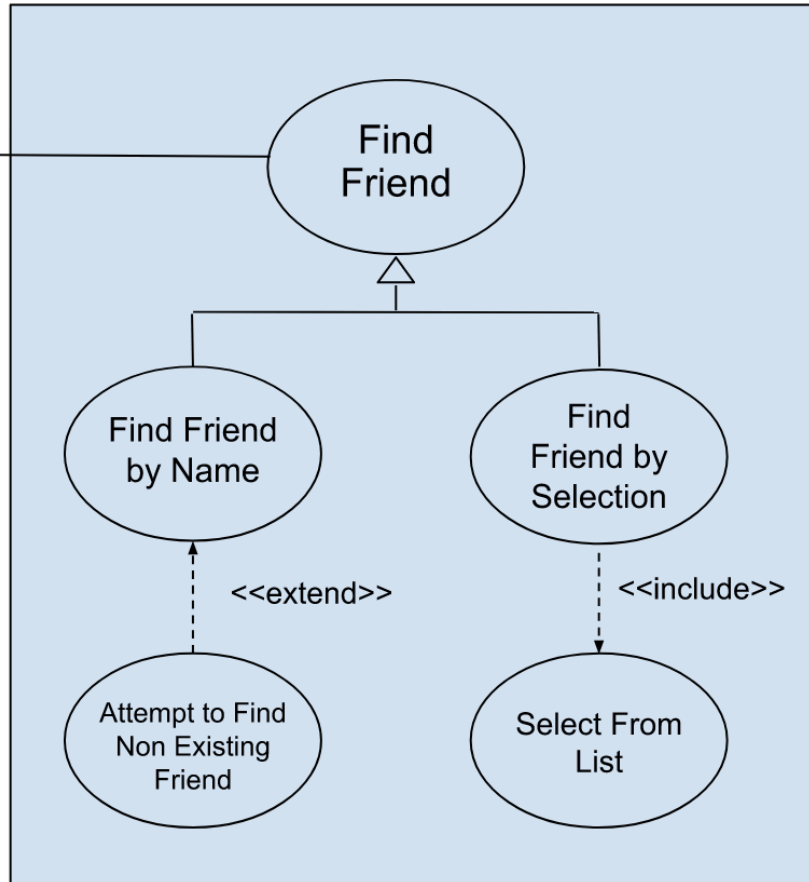 Find
Friend
Find Friend
by Name
Find
Friend by
Selection
<<extend>>
<<include>>
Attempt to Find
Non Existing
Friend
Select From
List